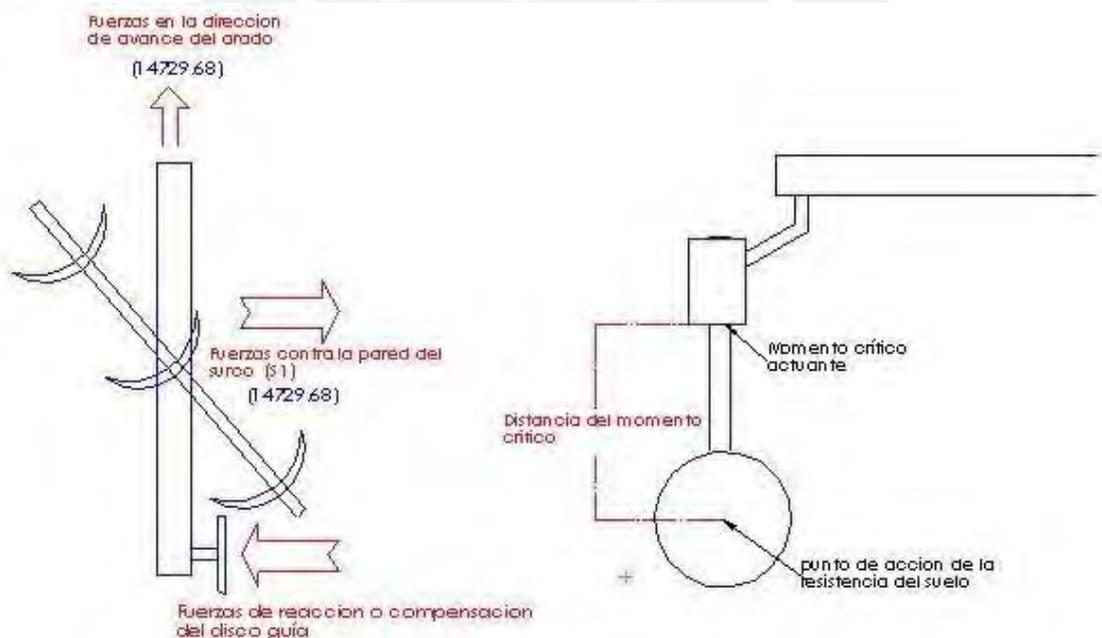 Fuerzas en la direccion
de avance del arado
(14729.68)
Fuerzas contra la pared del
surco (S1)
(14729.68)
Fuerzas de reaccion o compensacion
del disco guía
Momento crítico
actuante
Distancia del momento
crítico
punto de accion de la
resistencia del suelo